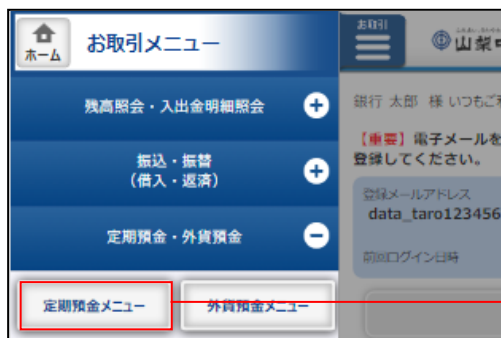 ホーム
お取引メニュー
残高照会・入出金明細照会
振込・振替
(借入・返済)
定期預金・外貨預金
定期預金メニュー
外貨預金メニュー
お取引
山梨中
銀行 太郎 様 いつもご
【重要】電子メールを
登録してください。
登録メールアドレス
data_taro123456
前回ログイン日時